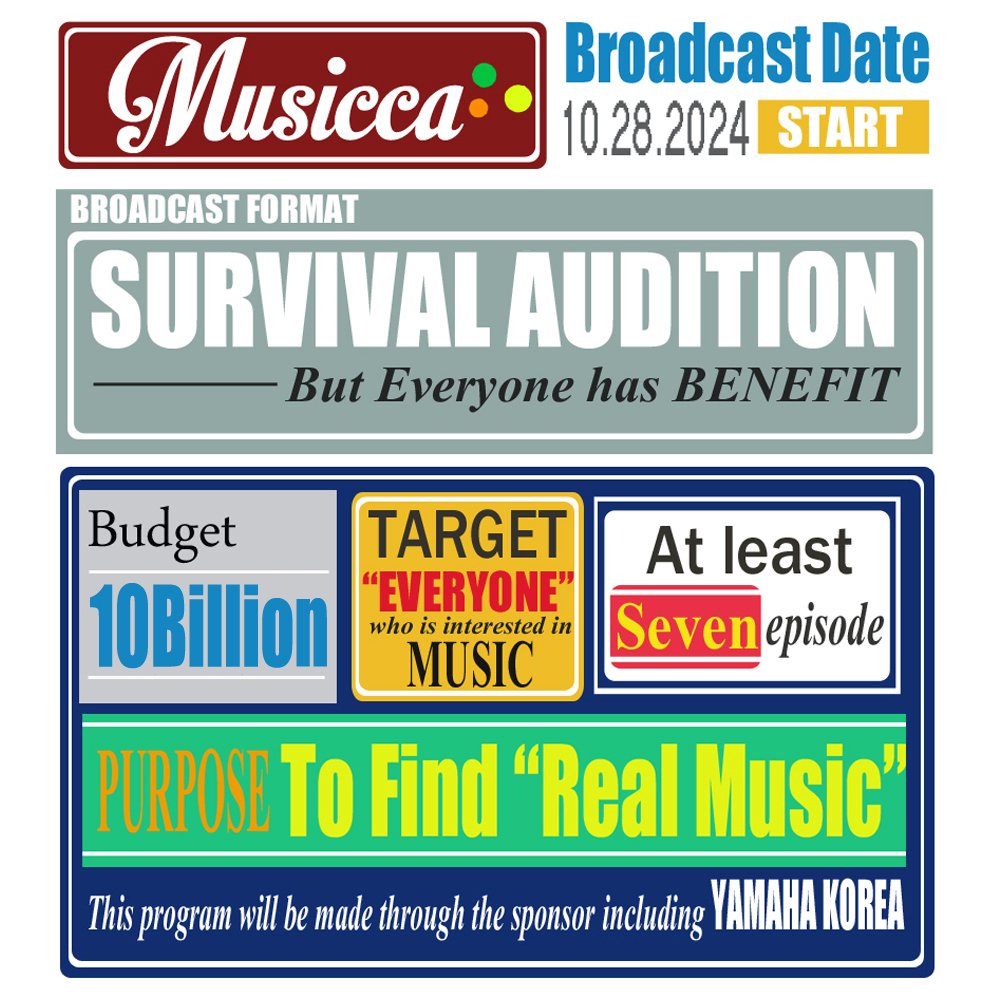 Musicca
Broadcast Date
10.28.2024 START
BROADCAST FORMAT
SURVIVAL AUDITION
But Everyone has BENEFIT
Budget
10Billion
TARGET
“EVERYONE”
who is interested in
MUSIC
At least
Seven episode
PURPOSE To Find “Real Music”
This program will be made through the sponsor including YAMAHA KOREA